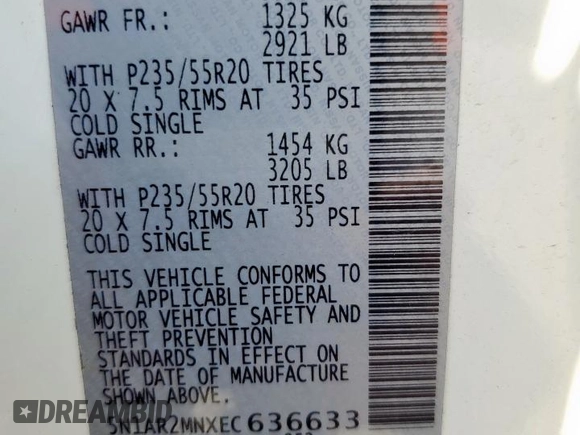 GAWR FR.: 1325 KG
2921 LB
WITH P235/55R20 TIRES
20 X 7.5 RIMS AT 35 PSI
COLD SINGLE
GAWR RR.: 1454 KG
3205 LB
WITH P235/55R20 TIRES
20 X 7.5 RIMS AT 35 PSI
COLD SINGLE
THIS VEHICLE CONFORMS TO
ALL APPLICABLE FEDERAL
MOTOR VEHICLE SAFETY AND
THEFT PREVENTION
STANDARDS IN EFFECT ON
THE DATE OF MANUFACTURE
SHOWN ABOVE.
5N1AR2MNXEC636633
DREAMBID